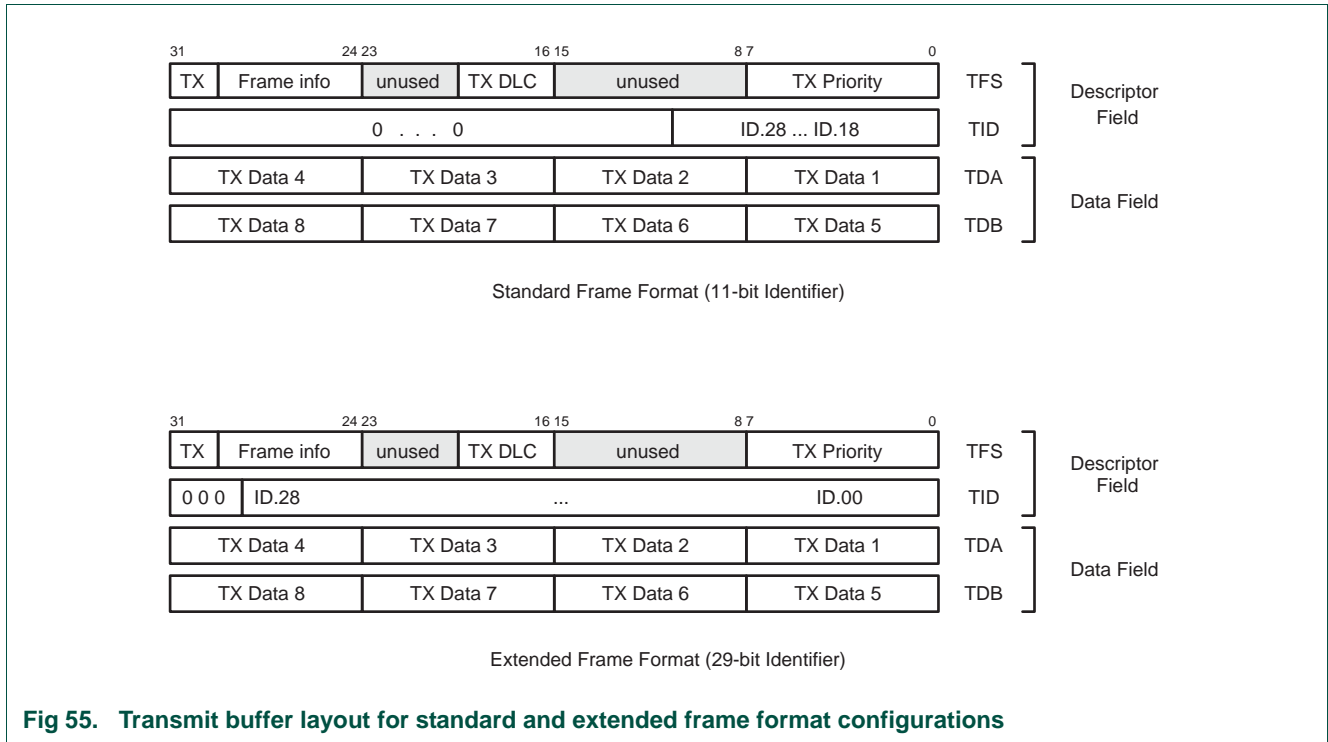 31 24 23 16 15 8 7 0
TX Frame info unused TX DLC unused TX Priority TFS
0 . . . 0 ID.28 ... ID.18 TID
Descriptor
Field
TX Data 4 TX Data 3 TX Data 2 TX Data 1 TDA
TX Data 8 TX Data 7 TX Data 6 TX Data 5 TDB
Data Field
Standard Frame Format (11-bit Identifier)
31 24 23 16 15 8 7 0
TX Frame info unused TX DLC unused TX Priority TFS
0 0 0 ID.28 ... ID.00 TID
Descriptor
Field
TX Data 4 TX Data 3 TX Data 2 TX Data 1 TDA
TX Data 8 TX Data 7 TX Data 6 TX Data 5 TDB
Data Field
Extended Frame Format (29-bit Identifier)
Fig 55. Transmit buffer layout for standard and extended frame format configurations